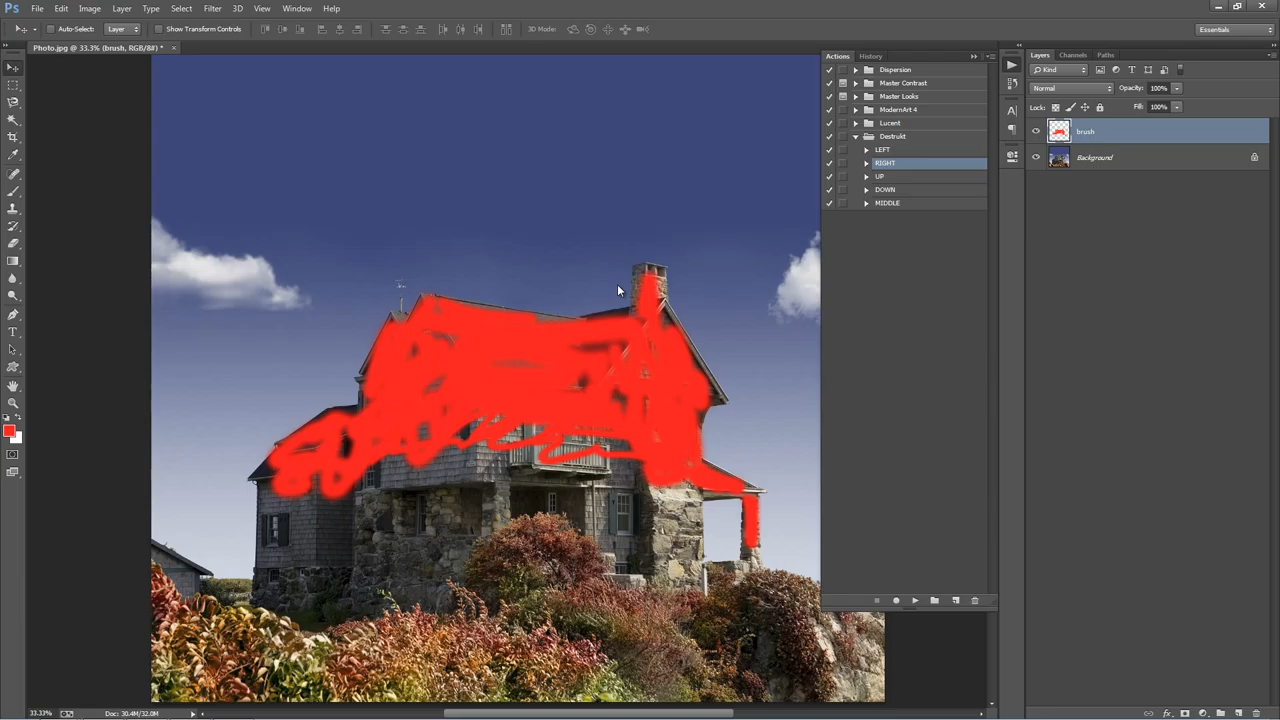 Ps File Edit Image Layer Type Select Filter 3D View Window Help
Auto-Select: Layer Show Transform Controls 3D Mode: Essentials
Photo.jpg @ 33.3% (brush, RGB/8#) *
Actions History
Dispersion
Master Contrast
Master Looks
ModernArt 4
Lucent
Destrukt
LEFT
RIGHT
UP
DOWN
MIDDLE
Layers Channels Paths
Kind
Normal Opacity: 100%
Lock: Fill: 100%
brush
Background
33.33% Doc: 30.4M/32.0M